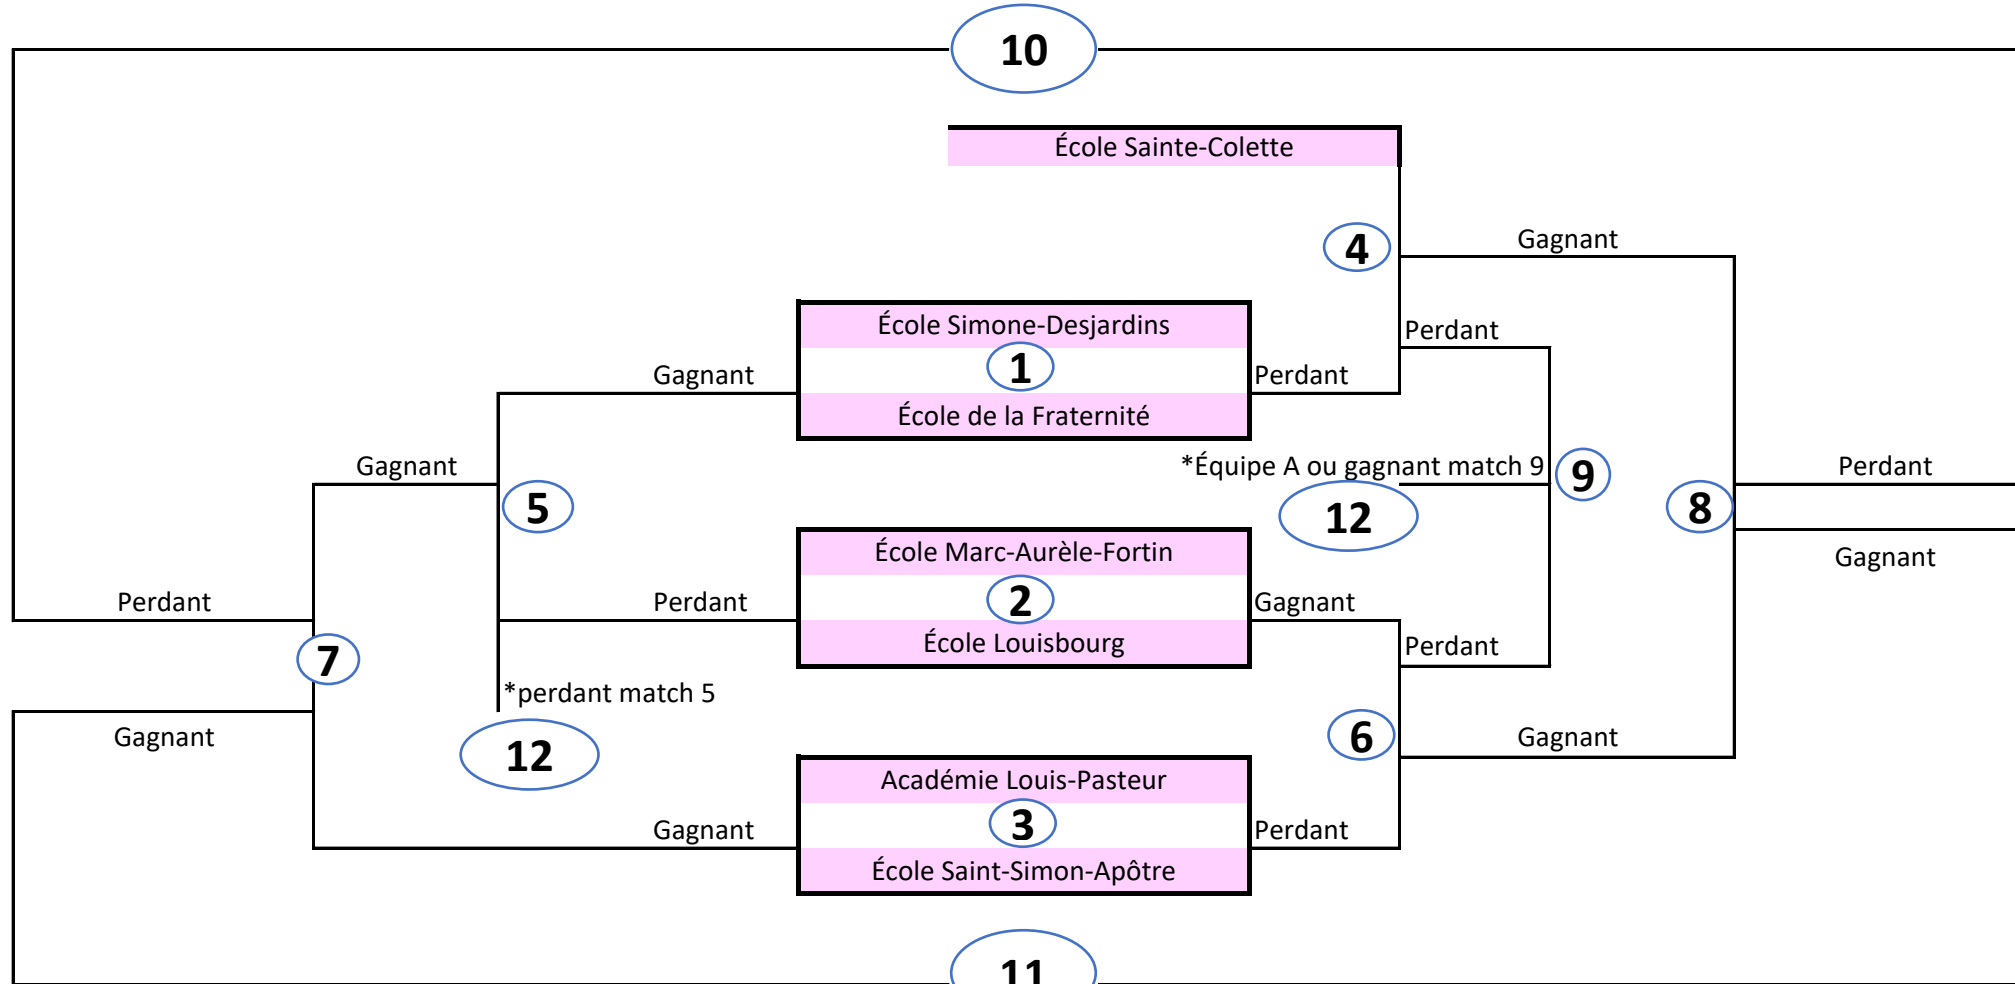 10
École Sainte-Colette
4
Gagnant
École Simone-Desjardins
Perdant
1
Gagnant
Perdant
École de la Fraternité
Gagnant
*Équipe A ou gagnant match 9
9
Perdant
5
12
8
École Marc-Aurèle-Fortin
Gagnant
Perdant
Perdant
2
Gagnant
École Louisbourg
Perdant
7
*perdant match 5
Gagnant
6
Gagnant
12
Académie Louis-Pasteur
Gagnant
3
Perdant
École Saint-Simon-Apôtre
11